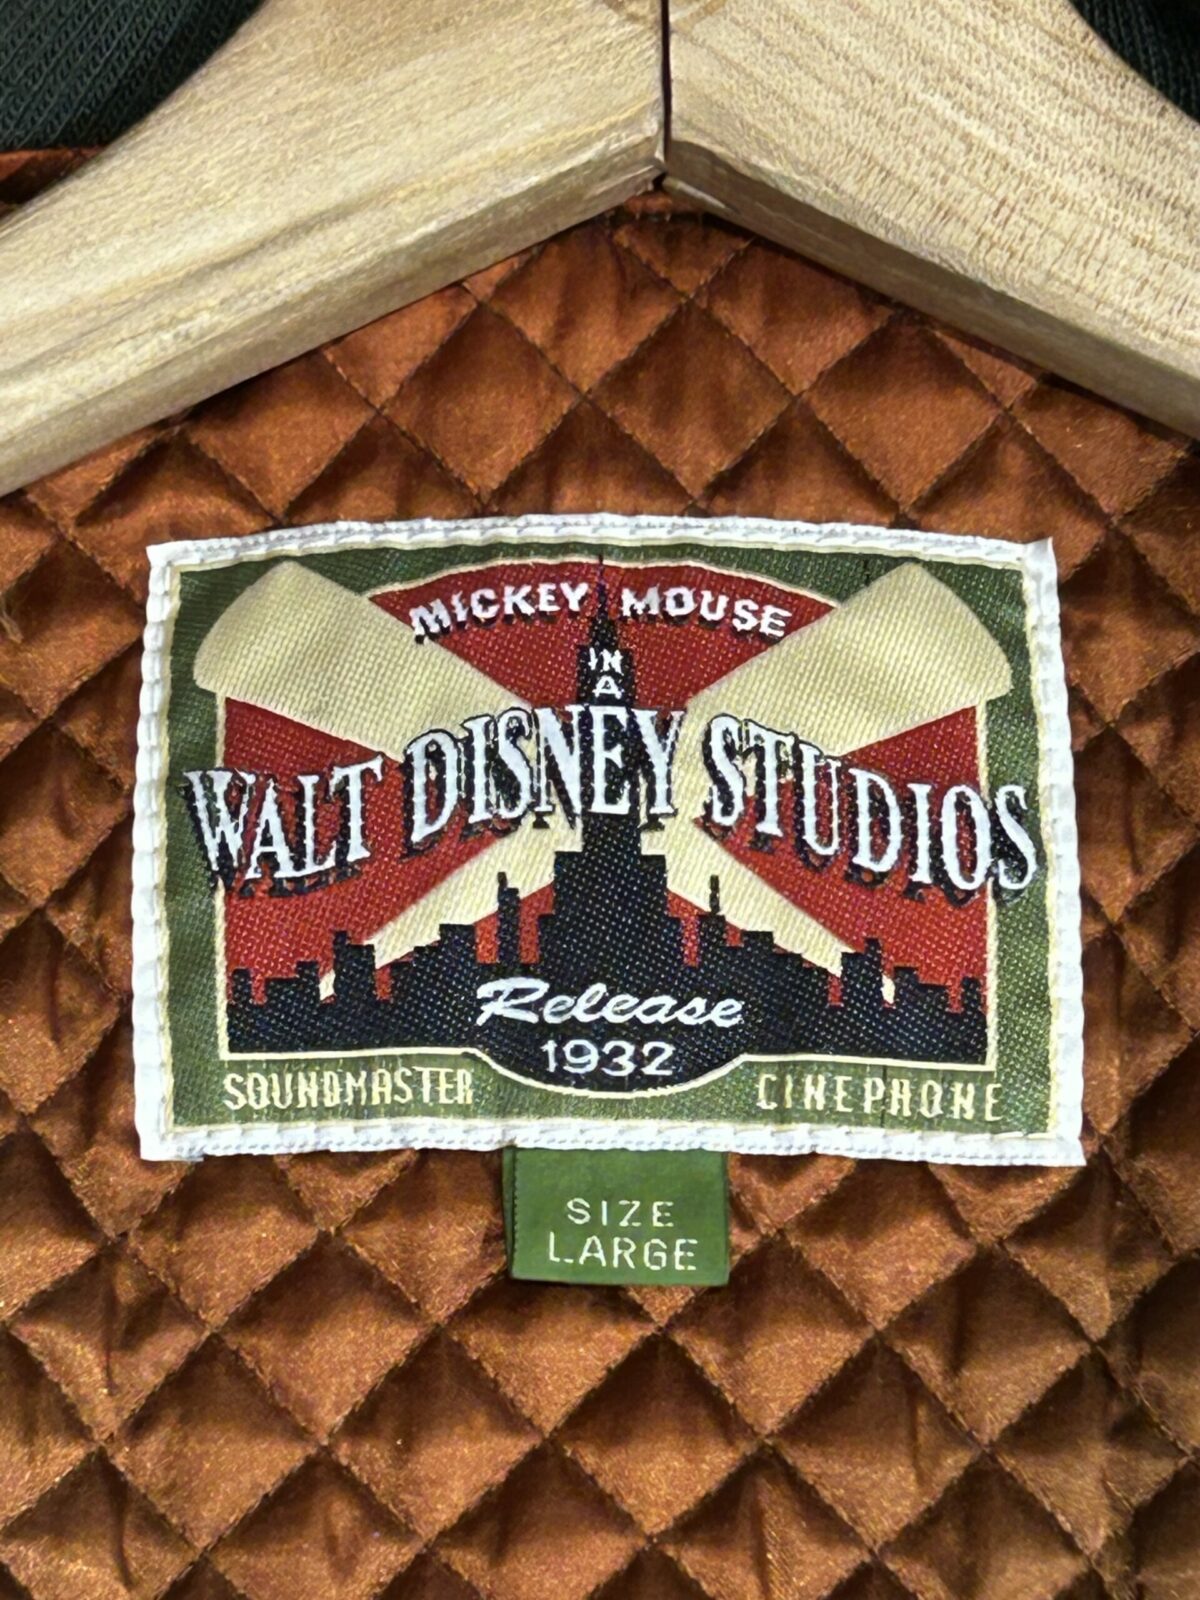 MICKEY MOUSE
IN
A
WALT DISNEY STUDIOS
Release
1932
SOUNDMASTER CINEPHONE
SIZE
LARGE